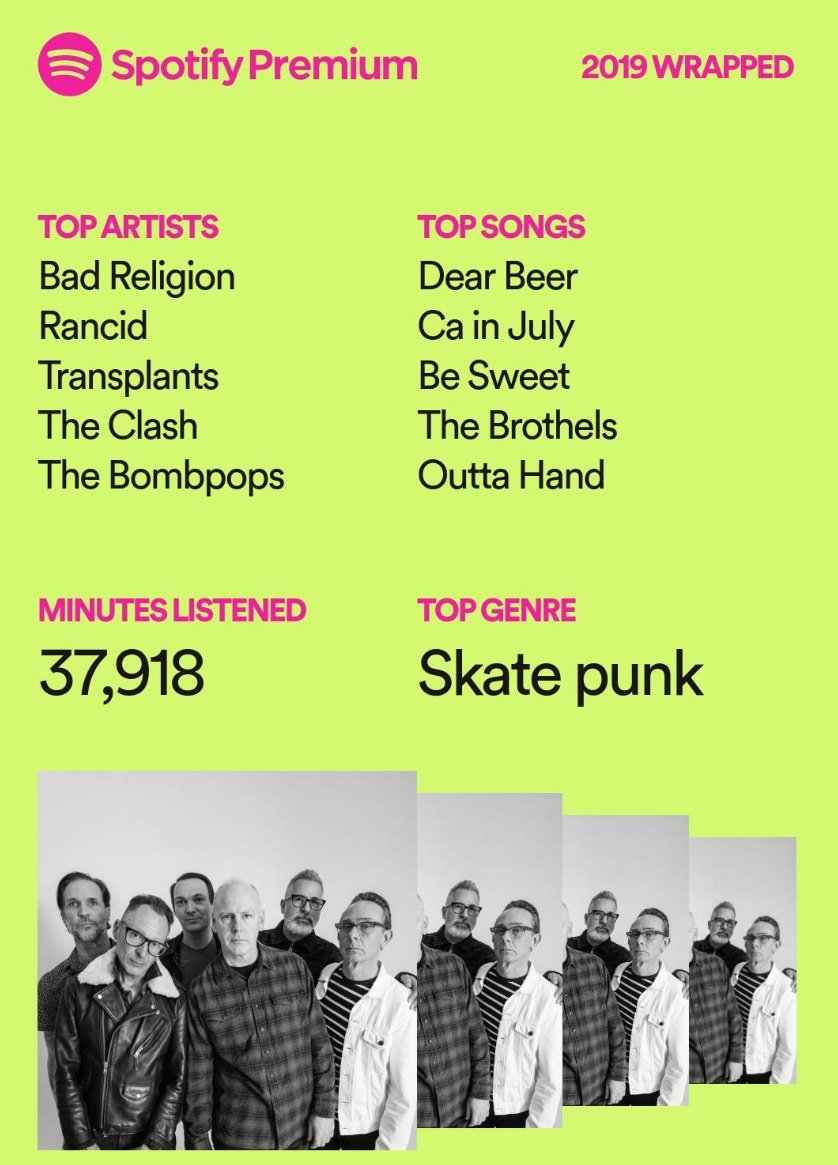 Spotify Premium
2019 WRAPPED
TOP ARTISTS
Bad Religion
Rancid
Transplants
The Clash
The Bombpops
TOP SONGS
Dear Beer
Ca in July
Be Sweet
The Brothels
Outta Hand
MINUTES LISTENED
37,918
TOP GENRE
Skate punk